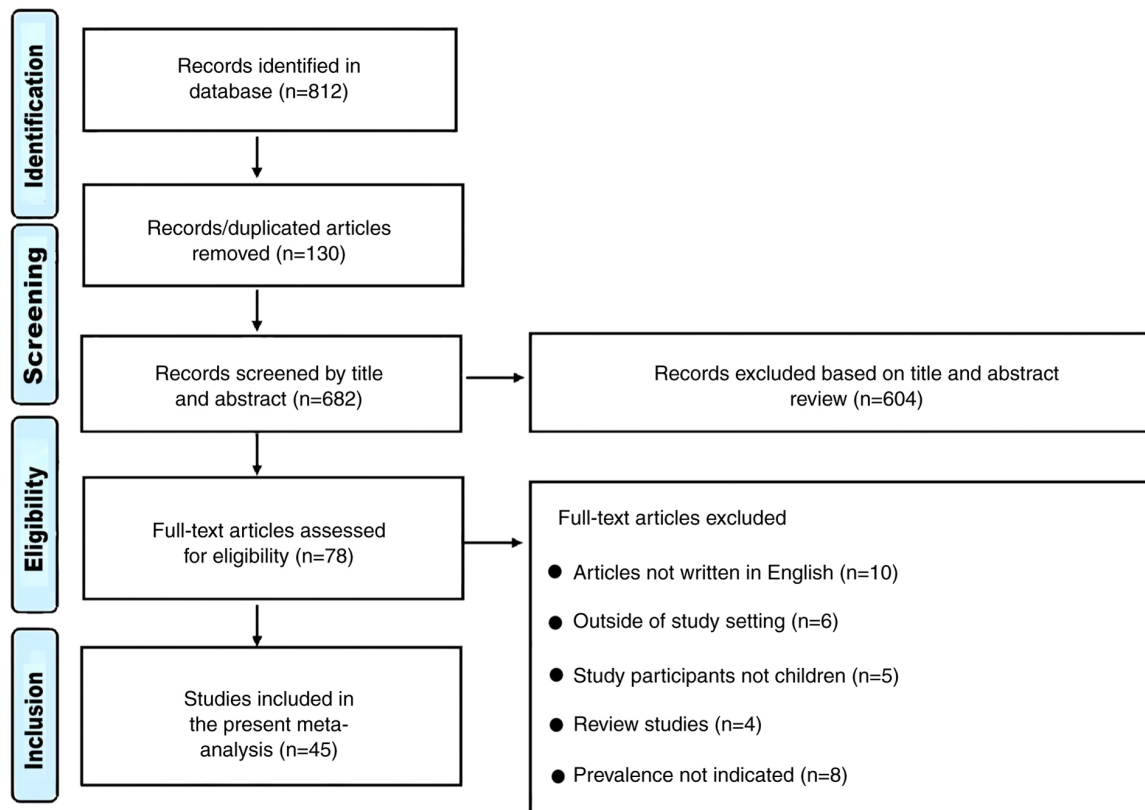 Identification
Records identified in
database (n=812)
Records/duplicated articles
removed (n=130)
Screening
Records screened by title
and abstract (n=682)
Records excluded based on title and abstract
review (n=604)
Eligibility
Full-text articles assessed
for eligibility (n=78)
Full-text articles excluded
● Articles not written in English (n=10)
● Outside of study setting (n=6)
● Study participants not children (n=5)
● Review studies (n=4)
● Prevalence not indicated (n=8)
Inclusion
Studies included in
the present meta-
analysis (n=45)